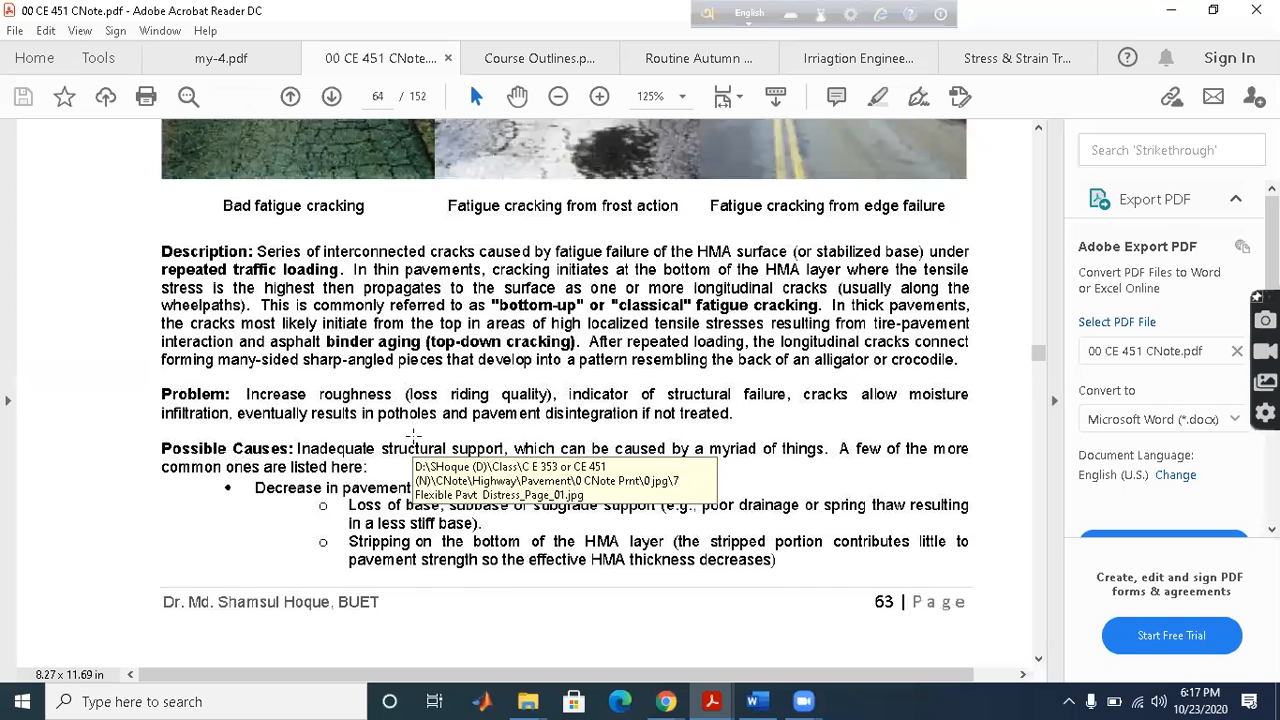 00 CE 451 CNote.pdf - Adobe Acrobat Reader DC
English
File Edit View Sign Window Help
Home Tools my-4.pdf 00 CE 451 CNote.... Course Outlines.p... Routine Autumn ... Irriagtion Enginee... Stress & Strain Tr... Sign In
64 / 152 125%
Search 'Strikethrough'
Export PDF
Adobe Export PDF
Convert PDF Files to Word
or Excel Online
Select PDF File
00 CE 451 CNote.pdf
Convert to
Microsoft Word (*.docx)
Document Language:
English (U.S.) Change
Create, edit and sign PDF
forms & agreements
Start Free Trial
Bad fatigue cracking Fatigue cracking from frost action Fatigue cracking from edge failure
Description: Series of interconnected cracks caused by fatigue failure of the HMA surface (or stabilized base) under
repeated traffic loading. In thin pavements, cracking initiates at the bottom of the HMA layer where the tensile
stress is the highest then propagates to the surface as one or more longitudinal cracks (usually along the
wheelpaths). This is commonly referred to as "bottom-up" or "classical" fatigue cracking. In thick pavements,
the cracks most likely initiate from the top in areas of high localized tensile stresses resulting from tire-pavement
interaction and asphalt binder aging (top-down cracking). After repeated loading, the longitudinal cracks connect
forming many-sided sharp-angled pieces that develop into a pattern resembling the back of an alligator or crocodile.
Problem: Increase roughness (loss riding quality), indicator of structural failure, cracks allow moisture
infiltration, eventually results in potholes and pavement disintegration if not treated.
Possible Causes: Inadequate structural support, which can be caused by a myriad of things. A few of the more
common ones are listed here:
• Decrease in pavement
D:\SHoque (D)\Class\C E 353 or CE 451
(N)\CNote\Highway\Pavement\0 CNote Prnt\0.jpg\7
Flexible Pavt Distress_Page_01.jpg
o Loss of base, subbase or subgrade support (e.g., poor drainage or spring thaw resulting
in a less stiff base).
o Stripping on the bottom of the HMA layer (the stripped portion contributes little to
pavement strength so the effective HMA thickness decreases)
Dr. Md. Shamsul Hoque, BUET 63 | Page
8.27 x 11.69 in
Type here to search
6:17 PM
10/23/2020